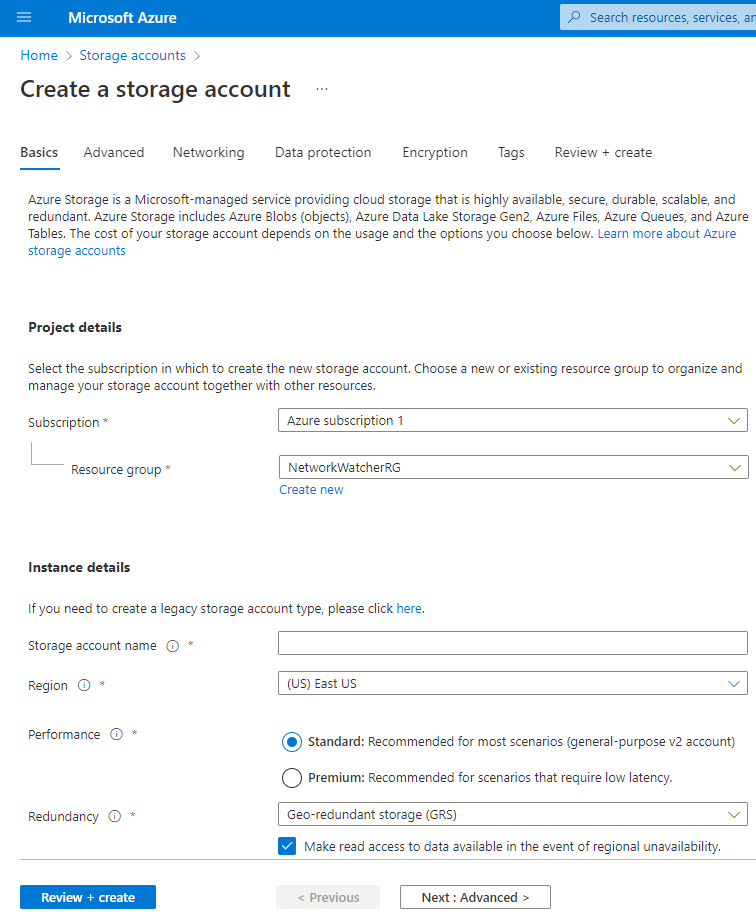 Microsoft Azure
Search resources, services, an
Home > Storage accounts >
Create a storage account ...
Basics Advanced Networking Data protection Encryption Tags Review + create
Azure Storage is a Microsoft-managed service providing cloud storage that is highly available, secure, durable, scalable, and
redundant. Azure Storage includes Azure Blobs (objects), Azure Data Lake Storage Gen2, Azure Files, Azure Queues, and Azure
Tables. The cost of your storage account depends on the usage and the options you choose below. Learn more about Azure
storage accounts
Project details
Select the subscription in which to create the new storage account. Choose a new or existing resource group to organize and
manage your storage account together with other resources.
Subscription *
Azure subscription 1
Resource group *
NetworkWatcherRG
Create new
Instance details
If you need to create a legacy storage account type, please click here.
Storage account name *
Region *
(US) East US
Performance *
Standard: Recommended for most scenarios (general-purpose v2 account)
Premium: Recommended for scenarios that require low latency.
Redundancy *
Geo-redundant storage (GRS)
Make read access to data available in the event of regional unavailability.
Review + create
< Previous
Next : Advanced >